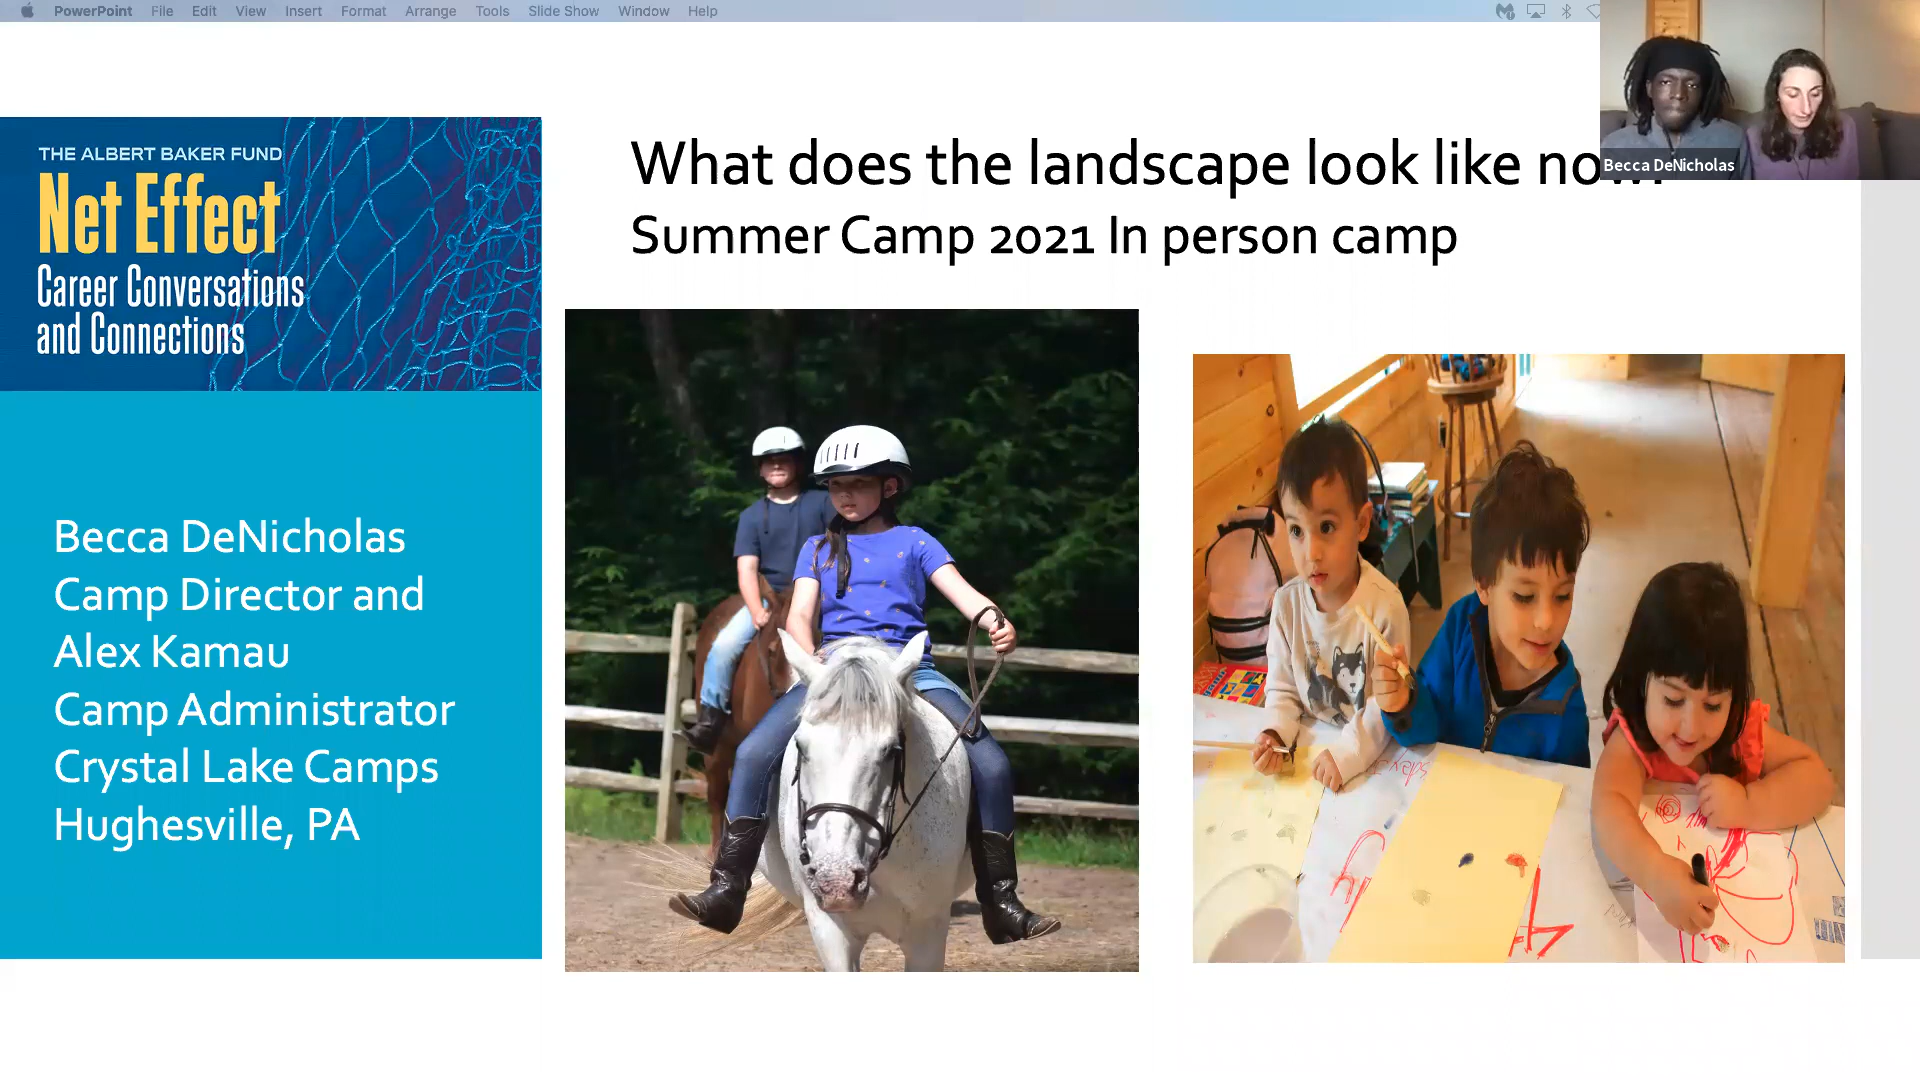 PowerPoint File Edit View Insert Format Arrange Tools Slide Show Window Help
Becca DeNicholas
THE ALBERT BAKER FUND
Net Effect
Career Conversations
and Connections
What does the landscape look like
Summer Camp 2021 In person camp
Becca DeNicholas
Camp Director and
Alex Kamau
Camp Administrator
Crystal Lake Camps
Hughesville, PA